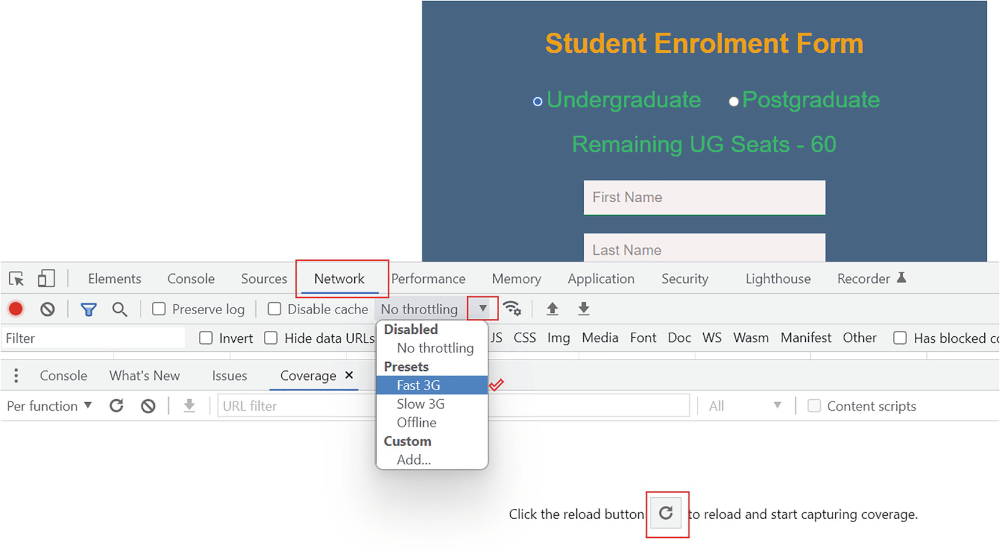 Student Enrolment Form
Undergraduate Postgraduate
Remaining UG Seats - 60
First Name
Last Name
Elements Console Sources Network Performance Memory Application Security Lighthouse Recorder
Preserve log Disable cache No throttling
Filter Invert Hide data URLs JS CSS Img Media Font Doc WS Wasm Manifest Other Has blocked co
Disabled
No throttling
Presets
Fast 3G
Slow 3G
Offline
Custom
Add...
Console What's New Issues Coverage
Per function URL filter All Content scripts
Click the reload button to reload and start capturing coverage.